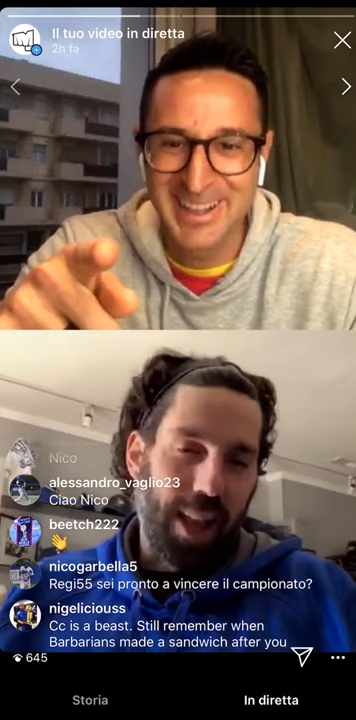 Il tuo video in diretta
2h fa
Nico
alessandro_vaglio23
Ciao Nico
beetch222
👋
nicogarbella5
Regi55 sei pronto a vincere il campionato?
nigeliciouss
Cc is a beast. Still remember when
Barbarians made a sandwich after you
645
Storia
In diretta